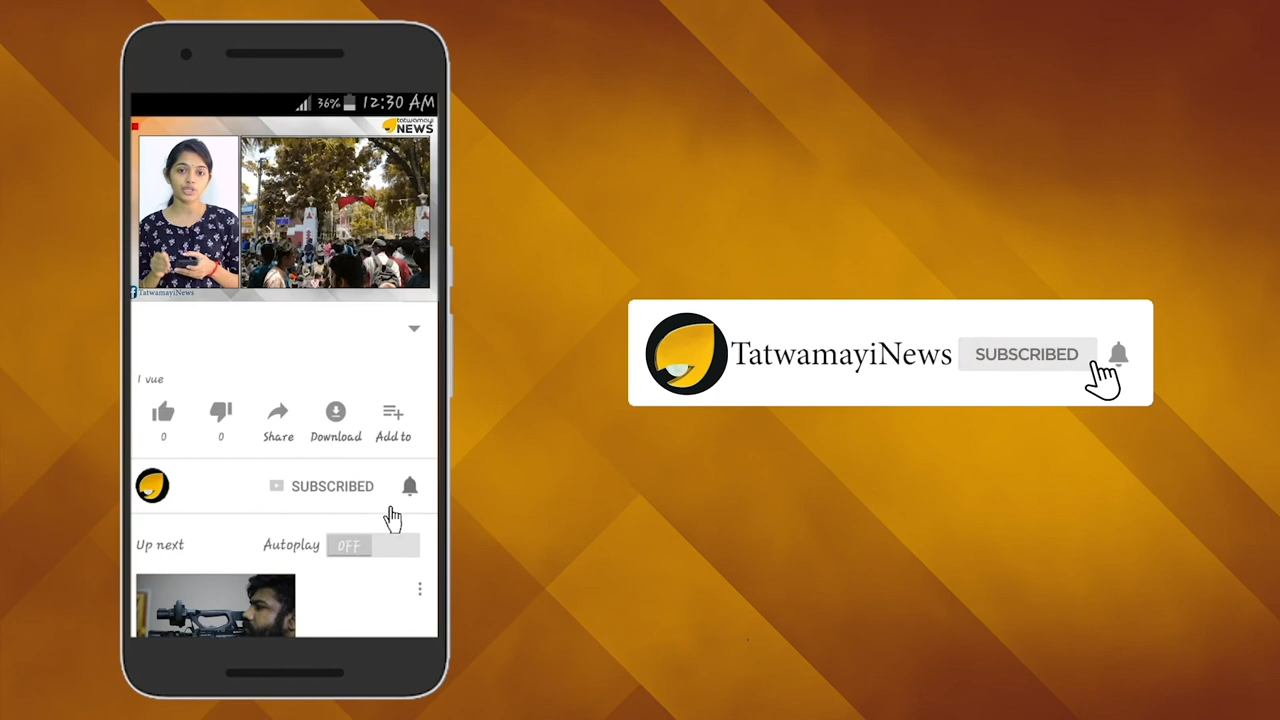 36% 12:30 AM
tatwamayi
NEWS
TatwamayiNews
1 vue
0 0 Share Download Add to
SUBSCRIBED
Up next Autoplay OFF
TatwamayiNews SUBSCRIBED